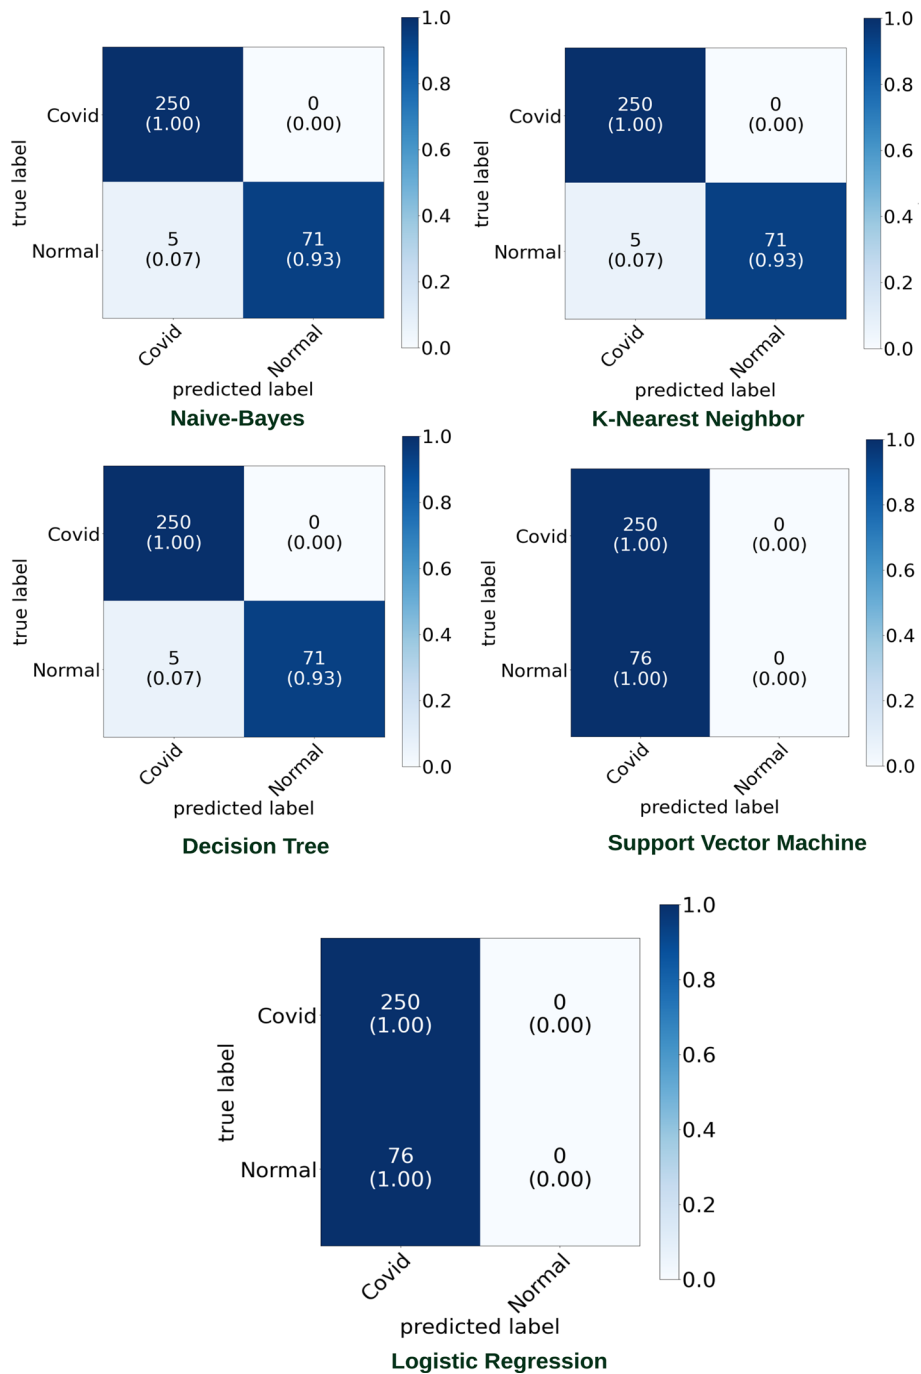 1.0
0.8
0.6
0.4
0.2
0.0
250
(1.00)
0
(0.00)
5
(0.07)
71
(0.93)
Covid
Normal
true label
Covid
Normal
predicted label
Naive-Bayes
1.0
0.8
0.6
0.4
0.2
0.0
250
(1.00)
0
(0.00)
5
(0.07)
71
(0.93)
Covid
Normal
true label
Covid
Normal
predicted label
K-Nearest Neighbor
1.0
0.8
0.6
0.4
0.2
0.0
250
(1.00)
0
(0.00)
5
(0.07)
71
(0.93)
Covid
Normal
true label
Covid
Normal
predicted label
Decision Tree
1.0
0.8
0.6
0.4
0.2
0.0
250
(1.00)
0
(0.00)
76
(1.00)
0
(0.00)
Covid
Normal
true label
Covid
Normal
predicted label
Support Vector Machine
1.0
0.8
0.6
0.4
0.2
0.0
250
(1.00)
0
(0.00)
76
(1.00)
0
(0.00)
Covid
Normal
true label
Covid
Normal
predicted label
Logistic Regression